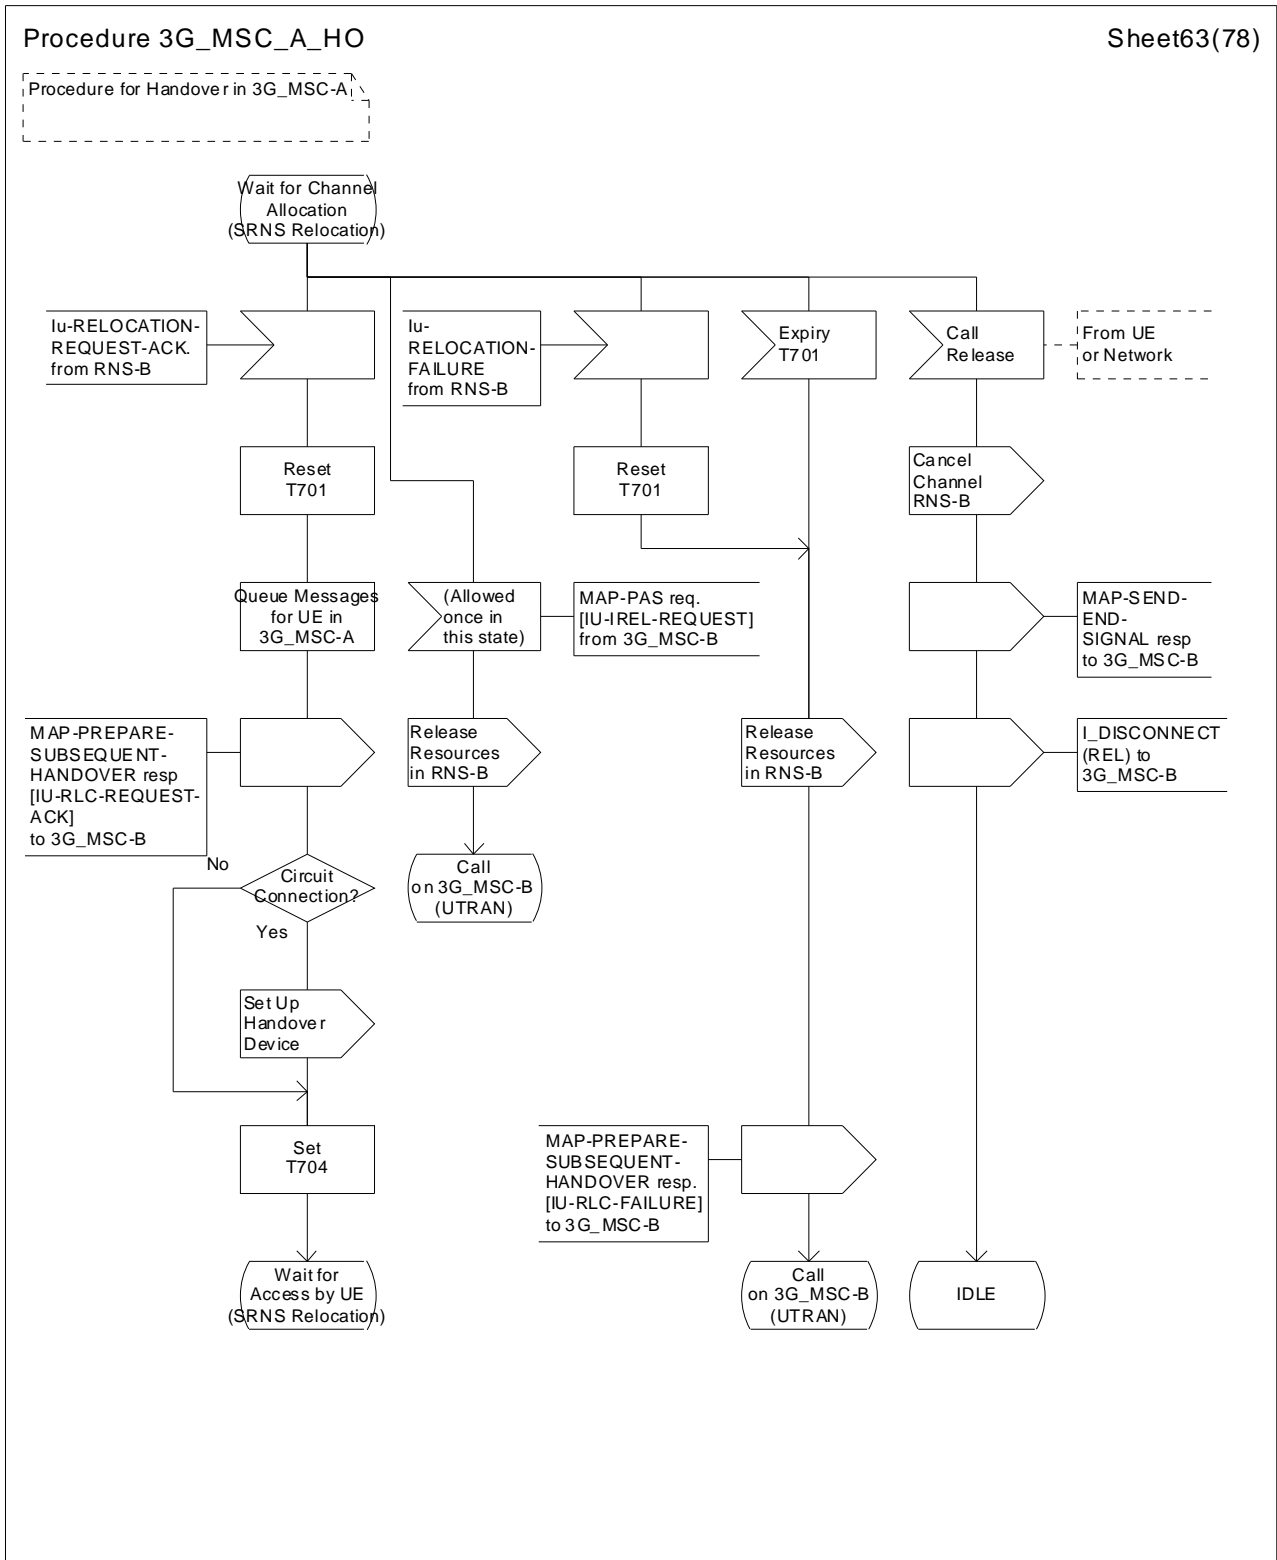 Procedure 3G_MSC_A_HO
Sheet63(78)
Procedure for Handover in 3G_MSC-A
Wait for Channel
Allocation
(SRNS Relocation)
Iu-RELOCATION-
REQUEST-ACK.
from RNS-B
Iu-
RELOCATION-
FAILURE
from RNS-B
Expiry
T701
Call
Release
From UE
or Network
Reset
T701
Reset
T701
Cancel
Channel
RNS-B
Queue Messages
for UE in
3G_MSC-A
(Allowed
once in
this state)
MAP-PAS req.
[IU-IREL-REQUEST]
from 3G_MSC-B
MAP-SEND-
END-
SIGNAL resp
to 3G_MSC-B
MAP-PREPARE-
SUBSEQUENT-
HANDOVER resp
[IU-RLC-REQUEST-
ACK]
to 3G_MSC-B
Release
Resources
in RNS-B
Release
Resources
in RNS-B
I_DISCONNECT
(REL) to
3G_MSC-B
No
Circuit
Connection?
Yes
Call
on 3G_MSC-B
(UTRAN)
Set Up
Handover
Device
Set
T704
MAP-PREPARE-
SUBSEQUENT-
HANDOVER resp.
[IU-RLC-FAILURE]
to 3G_MSC-B
Wait for
Access by UE
(SRNS Relocation)
Call
on 3G_MSC-B
(UTRAN)
IDLE